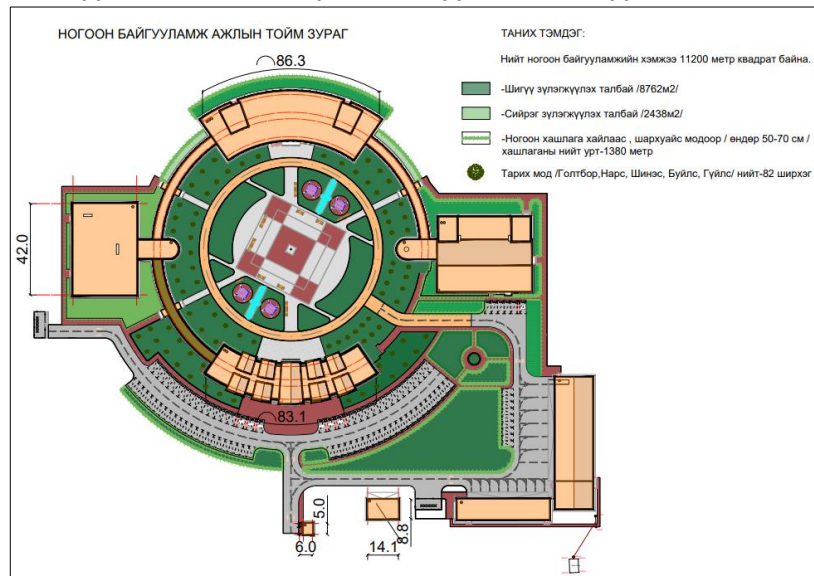 НОГООН БАЙГУУЛАМЖ АЖЛЫН ТОЙМ ЗУРАГ
ТАНИХ ТЭМДЭГ:
Нийт ногоон байгууламжийн хэмжээ 11200 метр квадрат байна.
-Шигүү зүлэгжүүлэх талбай /8762м2/
-Сийрэг зүлэгжүүлэх талбай /2438м2/
-Ногоон хашлага хайлаас , шархуайс модоор / өндөр 50-70 см /
хашлаганы нийт урт-1380 метр
Тарих мод /Голтбор,Нарс, Шинэс, Буйлс, Гүйлс/ нийт-82 ширхэг
86.3
42.0
83.1
5.0
6.0
14.1
8.8